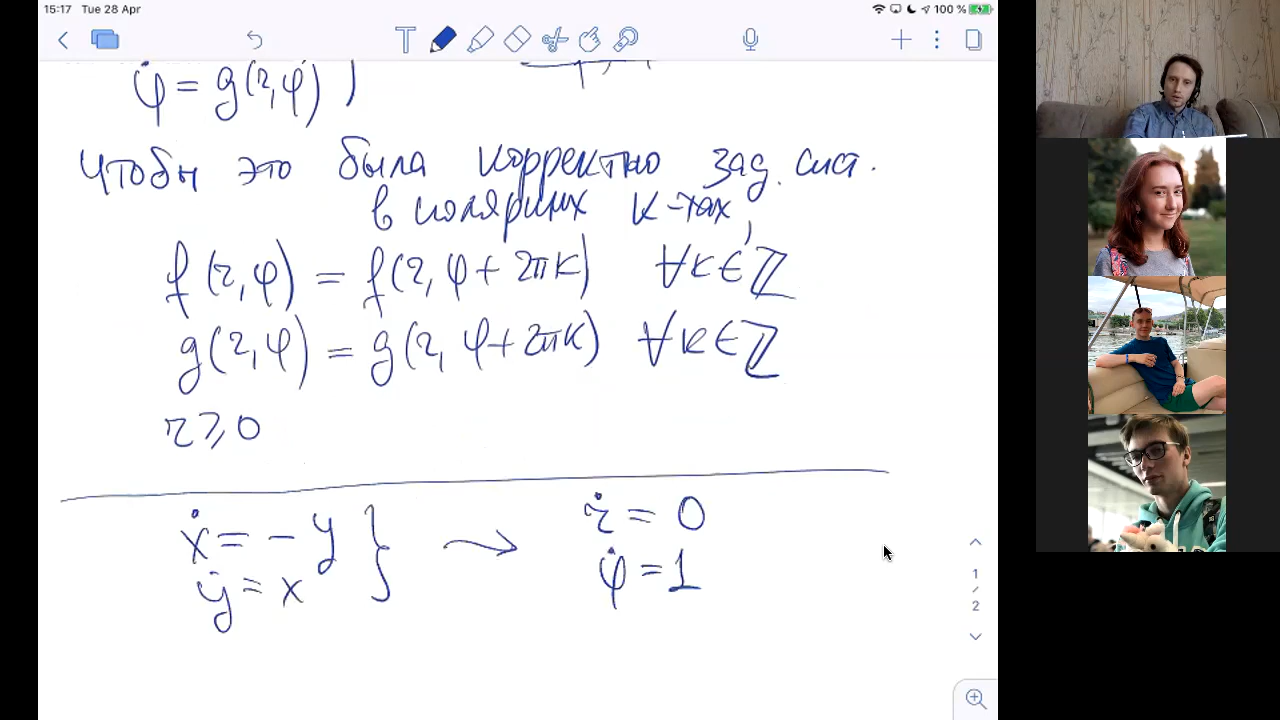 15:17 Tue 28 Apr
100 %
φ̇ = g(r,φ) )
Чтобы это была корректно зад. сист.
в полярных к-тах,
f(r,φ) = f(r, φ+2πk) ∀k∈ℤ
g(r,φ) = g(r, φ+2πk) ∀k∈ℤ
r ⩾ 0
ẋ = - y } ⤳ ṙ = 0
ẏ = x φ̇ = 1
1
/
2